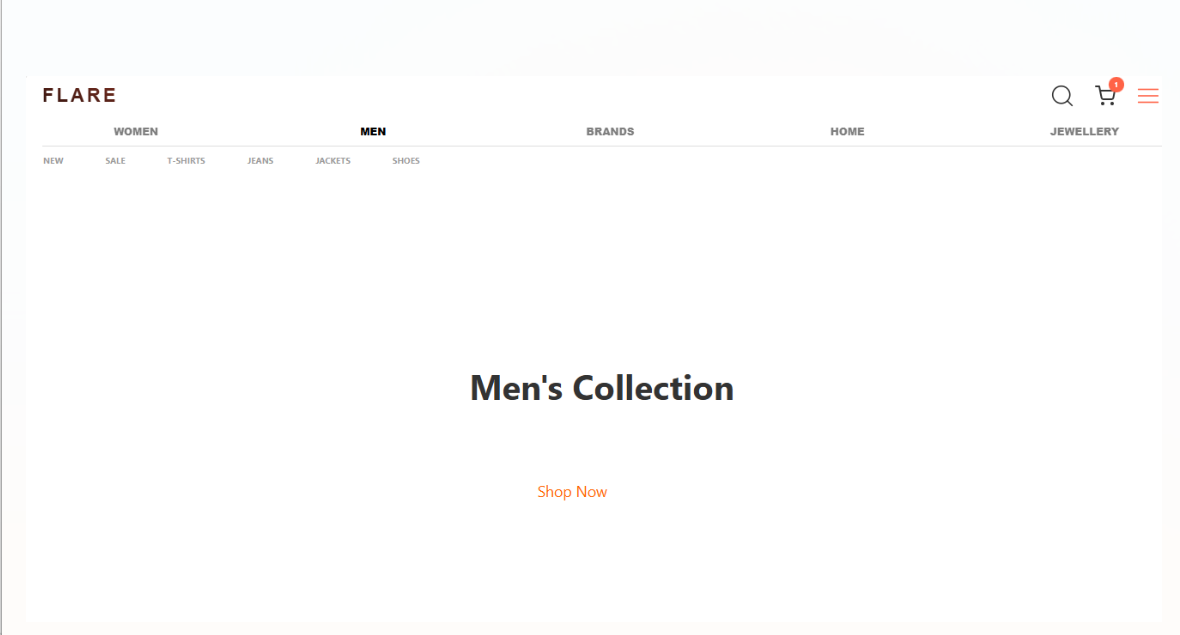 FLARE
1
WOMEN MEN BRANDS HOME JEWELLERY
NEW SALE T-SHIRTS JEANS JACKETS SHOES
Men's Collection
Shop Now